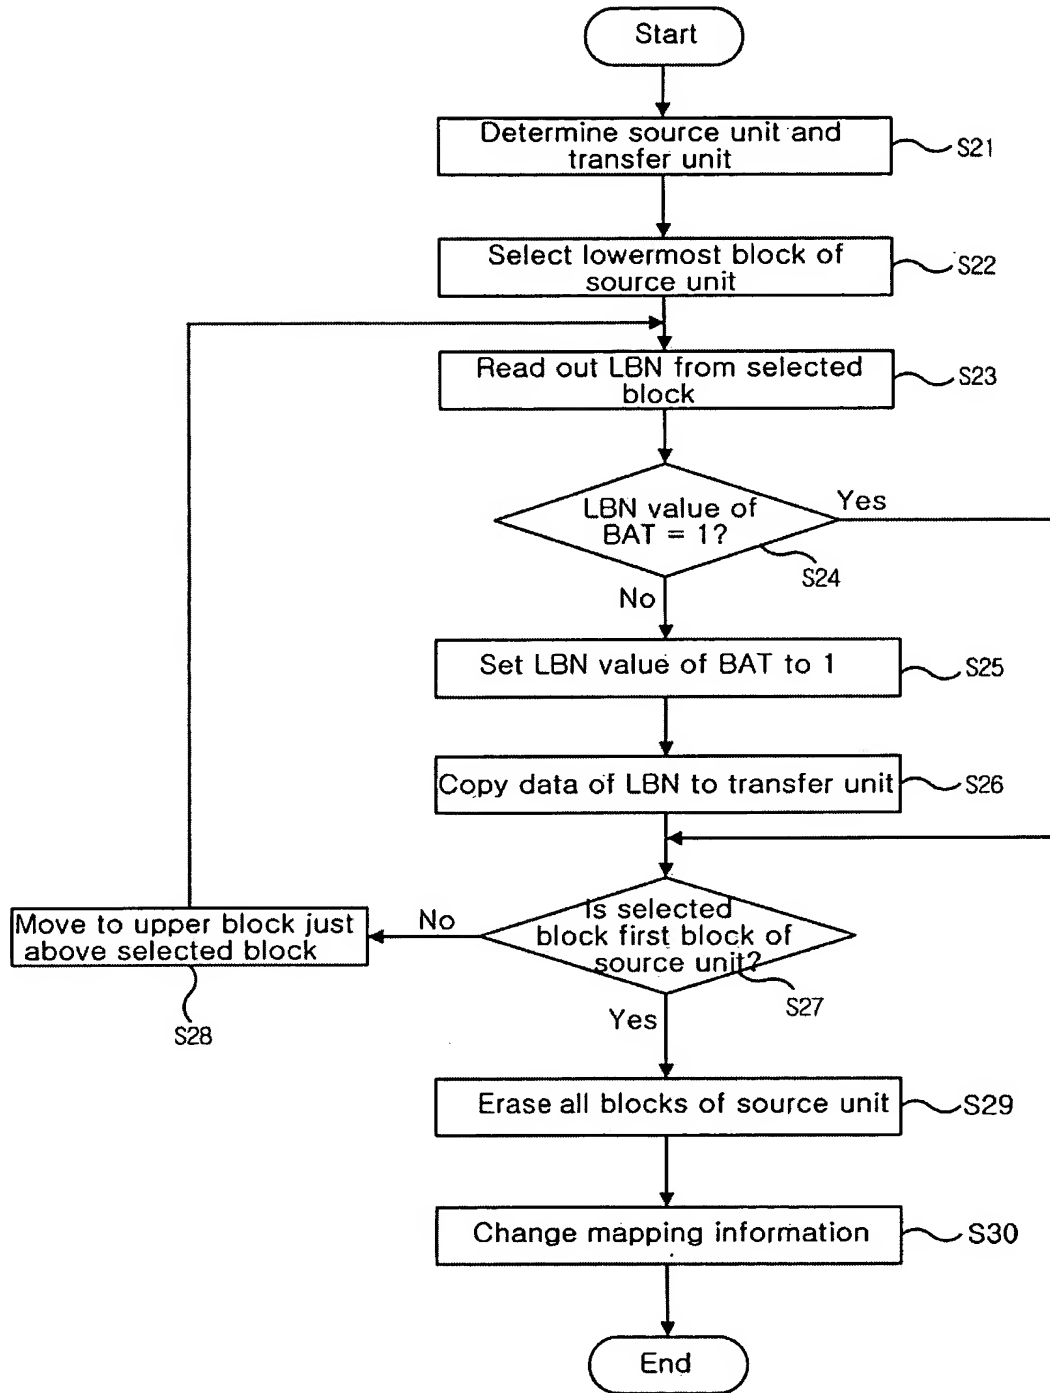 Start
Determine source unit and
transfer unit
S21
Select lowermost block of
source unit
S22
Read out LBN from selected
block
S23
LBN value of
BAT = 1?
Yes
S24
No
Set LBN value of BAT to 1
S25
Copy data of LBN to transfer unit
S26
Is selected
block first block of
source unit?
No
Move to upper block just
above selected block
S27
S28
Yes
Erase all blocks of source unit
S29
Change mapping information
S30
End